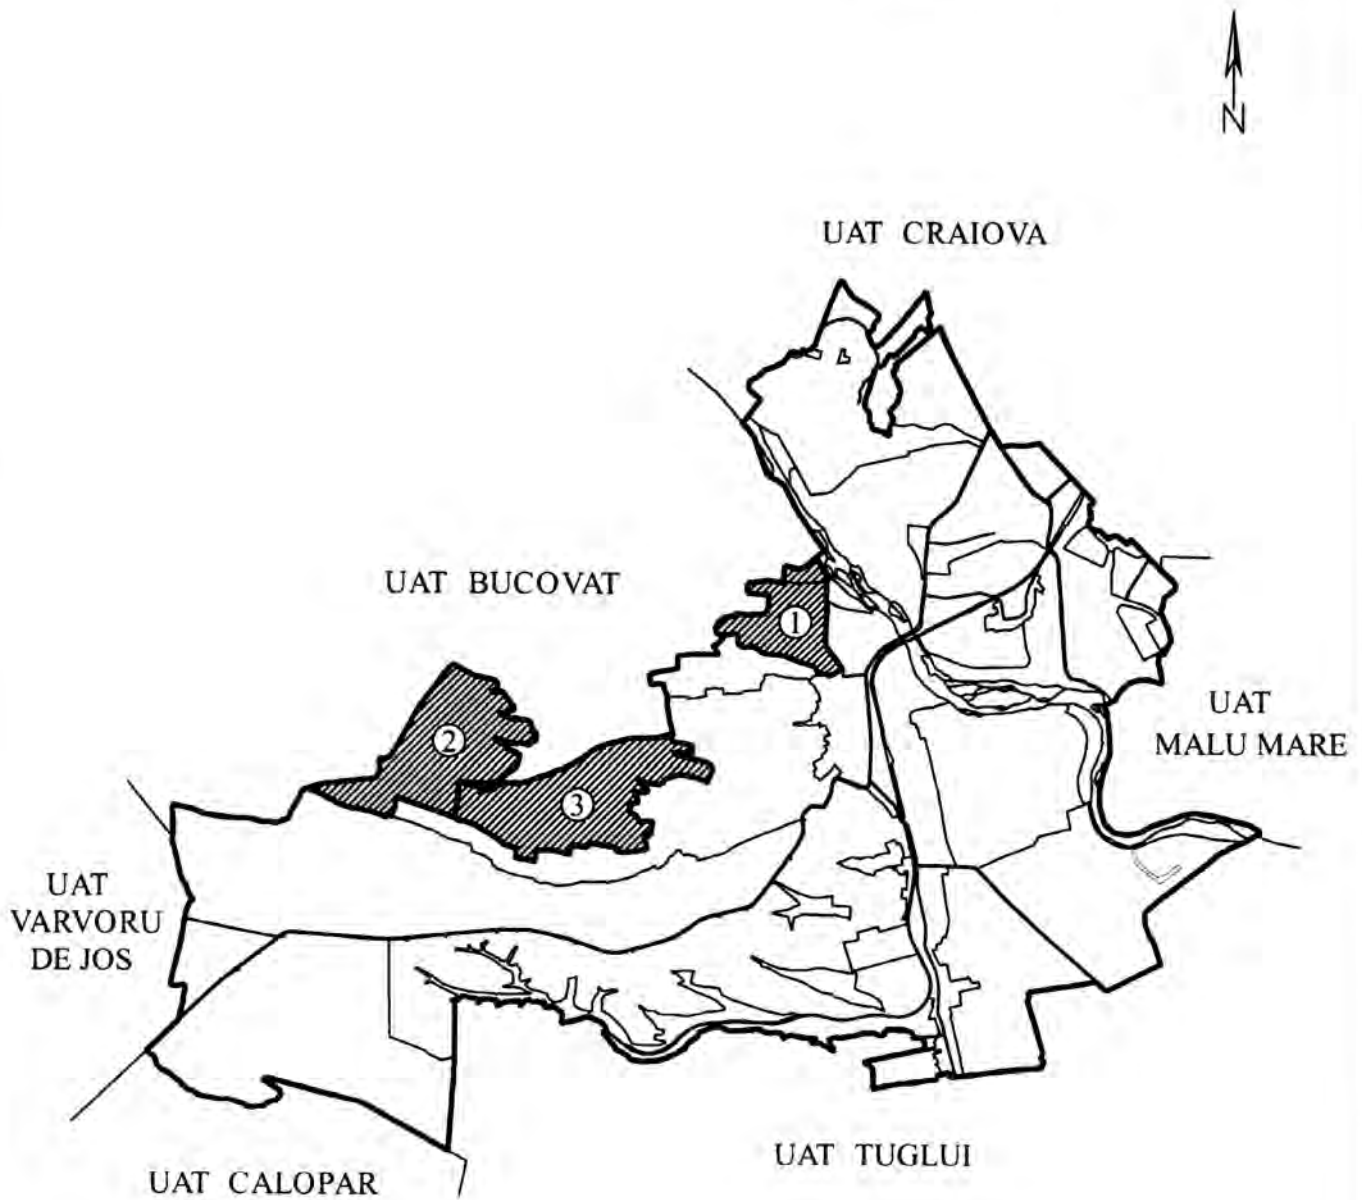 N
UAT CRAIOVA
UAT BUCOVAT
1
2
3
UAT
MALU MARE
UAT
VARVORU
DE JOS
UAT TUGLUI
UAT CALOPAR